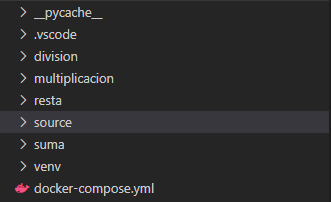 __pycache__
.vscode
division
multiplicacion
resta
source
suma
venv
docker-compose.yml